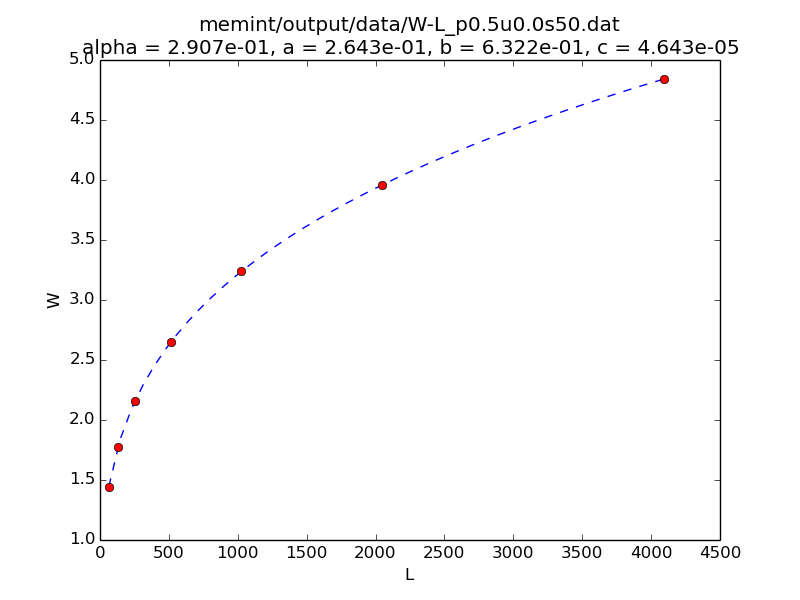 memint/output/data/W-L_p0.5u0.0s50.dat
alpha = 2.907e-01, a = 2.643e-01, b = 6.322e-01, c = 4.643e-05
5.0
4.5
4.0
3.5
3.0
2.5
2.0
1.5
1.0
W
0 500 1000 1500 2000 2500 3000 3500 4000 4500
L